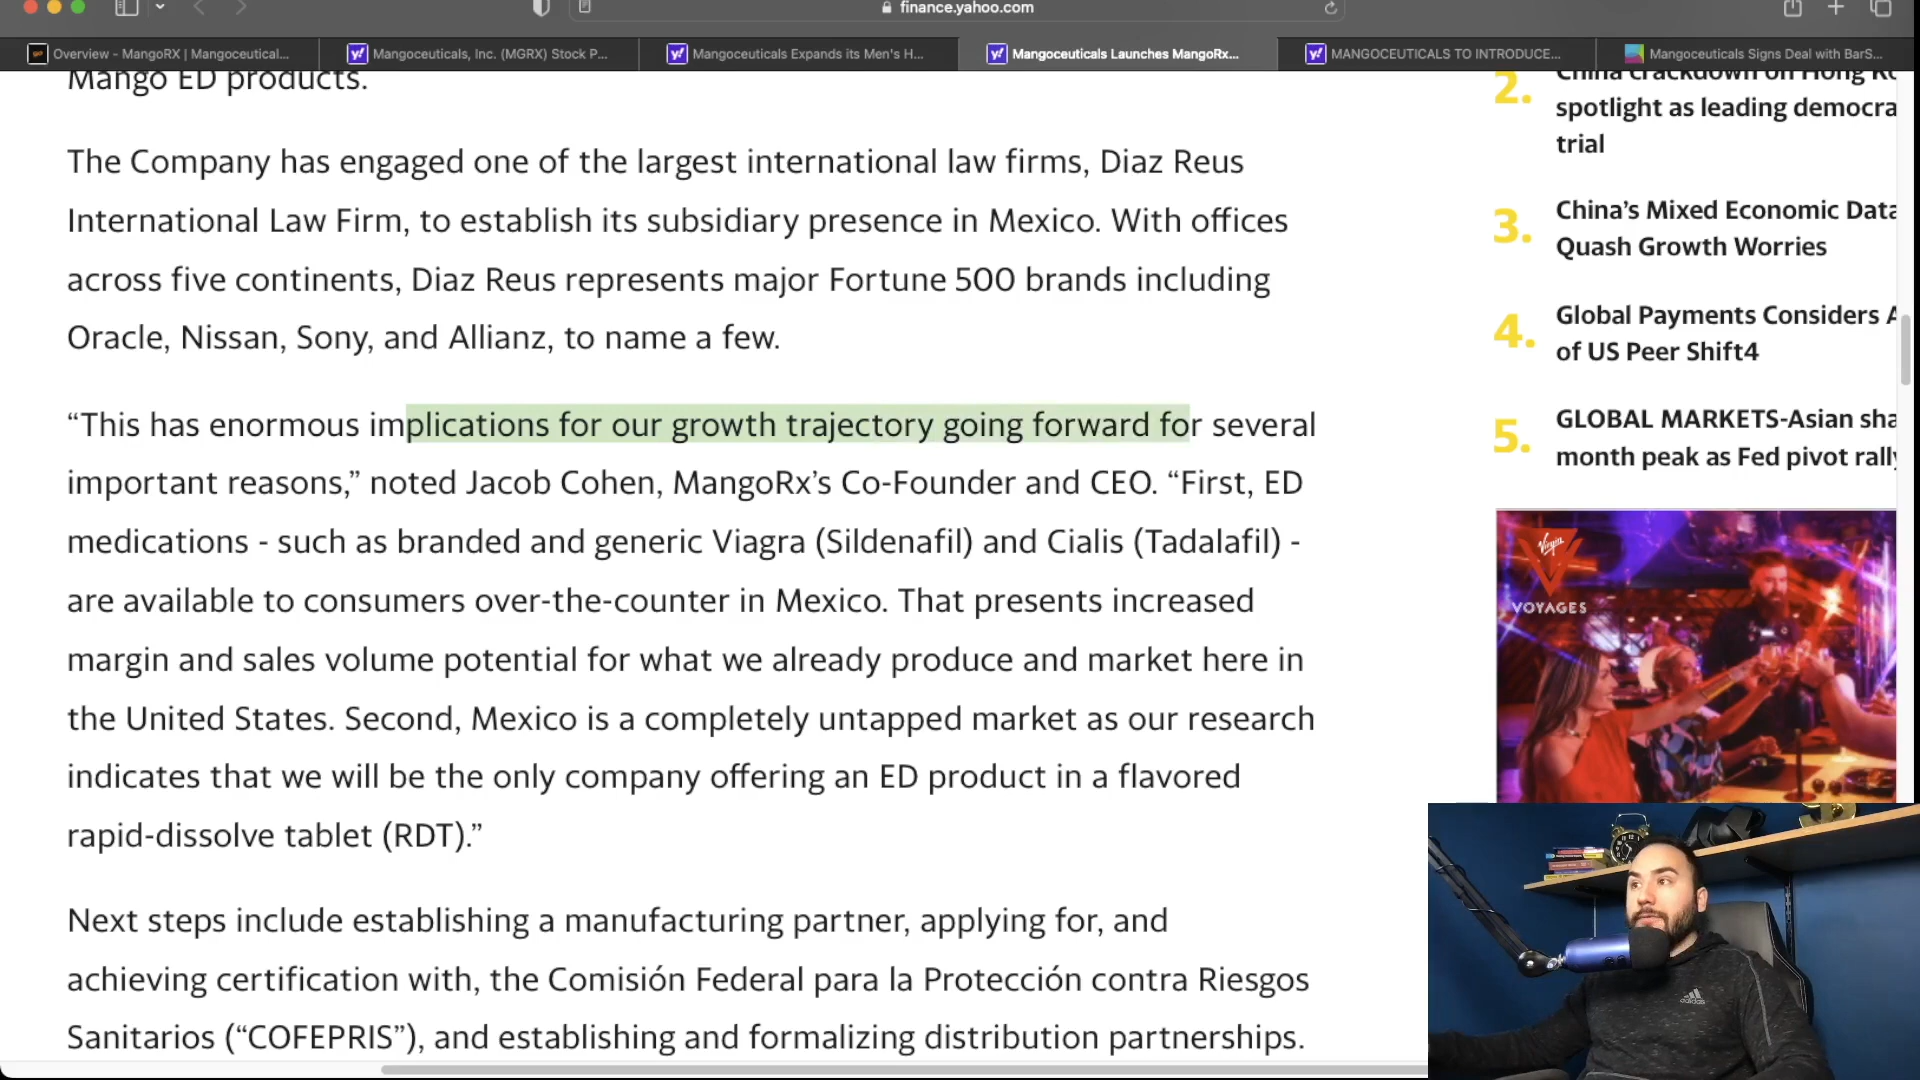 finance.yahoo.com
Overview - MangoRX | Mangoceutical...
Mangoceuticals, Inc. (MGRX) Stock P...
Mangoceuticals Expands its Men's H...
Mangoceuticals Launches MangoRx...
MANGOCEUTICALS TO INTRODUCE...
Mangoceuticals Signs Deal with BarS...
Mango ED products.
The Company has engaged one of the largest international law firms, Diaz Reus
International Law Firm, to establish its subsidiary presence in Mexico. With offices
across five continents, Diaz Reus represents major Fortune 500 brands including
Oracle, Nissan, Sony, and Allianz, to name a few.
“This has enormous implications for our growth trajectory going forward for several
important reasons,” noted Jacob Cohen, MangoRx’s Co-Founder and CEO. “First, ED
medications - such as branded and generic Viagra (Sildenafil) and Cialis (Tadalafil) -
are available to consumers over-the-counter in Mexico. That presents increased
margin and sales volume potential for what we already produce and market here in
the United States. Second, Mexico is a completely untapped market as our research
indicates that we will be the only company offering an ED product in a flavored
rapid-dissolve tablet (RDT).”
Next steps include establishing a manufacturing partner, applying for, and
achieving certification with, the Comisión Federal para la Protección contra Riesgos
Sanitarios (“COFEPRIS”), and establishing and formalizing distribution partnerships.
2. China crackdown on Hong Ko
spotlight as leading democra
trial
3. China’s Mixed Economic Data
Quash Growth Worries
4. Global Payments Considers A
of US Peer Shift4
5. GLOBAL MARKETS-Asian sha
month peak as Fed pivot rally
Virgin
VOYAGES
adidas